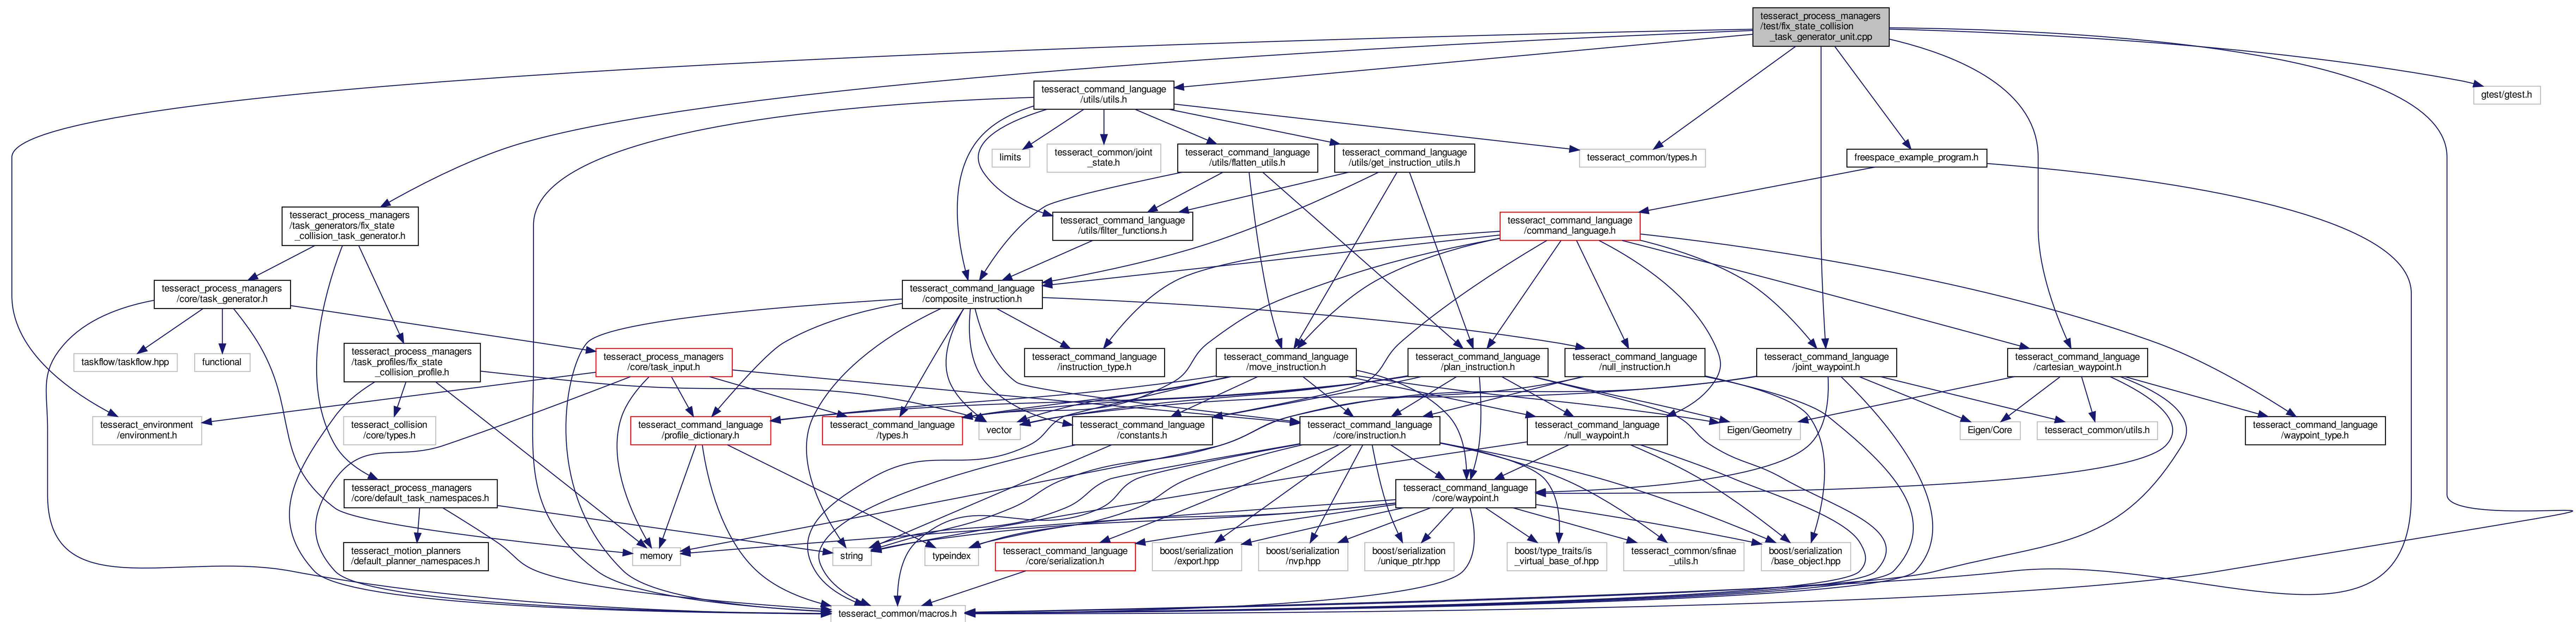 tesseract_process_managers
/test/fix_state_collision
_task_generator_unit.cpp
tesseract_command_language
/utils/utils.h
gtest/gtest.h
limits
tesseract_common/joint
_state.h
tesseract_command_language
/utils/flatten_utils.h
tesseract_command_language
/utils/get_instruction_utils.h
tesseract_common/types.h
freespace_example_program.h
tesseract_process_managers
/task_generators/fix_state
_collision_task_generator.h
tesseract_command_language
/utils/filter_functions.h
tesseract_command_language
/command_language.h
tesseract_process_managers
/core/task_generator.h
tesseract_command_language
/composite_instruction.h
taskflow/taskflow.hpp
functional
tesseract_process_managers
/task_profiles/fix_state
_collision_profile.h
tesseract_process_managers
/core/task_input.h
tesseract_command_language
/instruction_type.h
tesseract_command_language
/move_instruction.h
tesseract_command_language
/plan_instruction.h
tesseract_command_language
/null_instruction.h
tesseract_command_language
/joint_waypoint.h
tesseract_command_language
/cartesian_waypoint.h
tesseract_environment
/environment.h
tesseract_collision
/core/types.h
tesseract_command_language
/profile_dictionary.h
tesseract_command_language
/types.h
vector
tesseract_command_language
/constants.h
tesseract_command_language
/core/instruction.h
tesseract_command_language
/null_waypoint.h
Eigen/Geometry
Eigen/Core
tesseract_common/utils.h
tesseract_command_language
/waypoint_type.h
tesseract_process_managers
/core/default_task_namespaces.h
tesseract_command_language
/core/waypoint.h
tesseract_motion_planners
/default_planner_namespaces.h
memory
string
typeindex
tesseract_command_language
/core/serialization.h
boost/serialization
/export.hpp
boost/serialization
/nvp.hpp
boost/serialization
/unique_ptr.hpp
boost/type_traits/is
_virtual_base_of.hpp
tesseract_common/sfinae
_utils.h
boost/serialization
/base_object.hpp
tesseract_common/macros.h